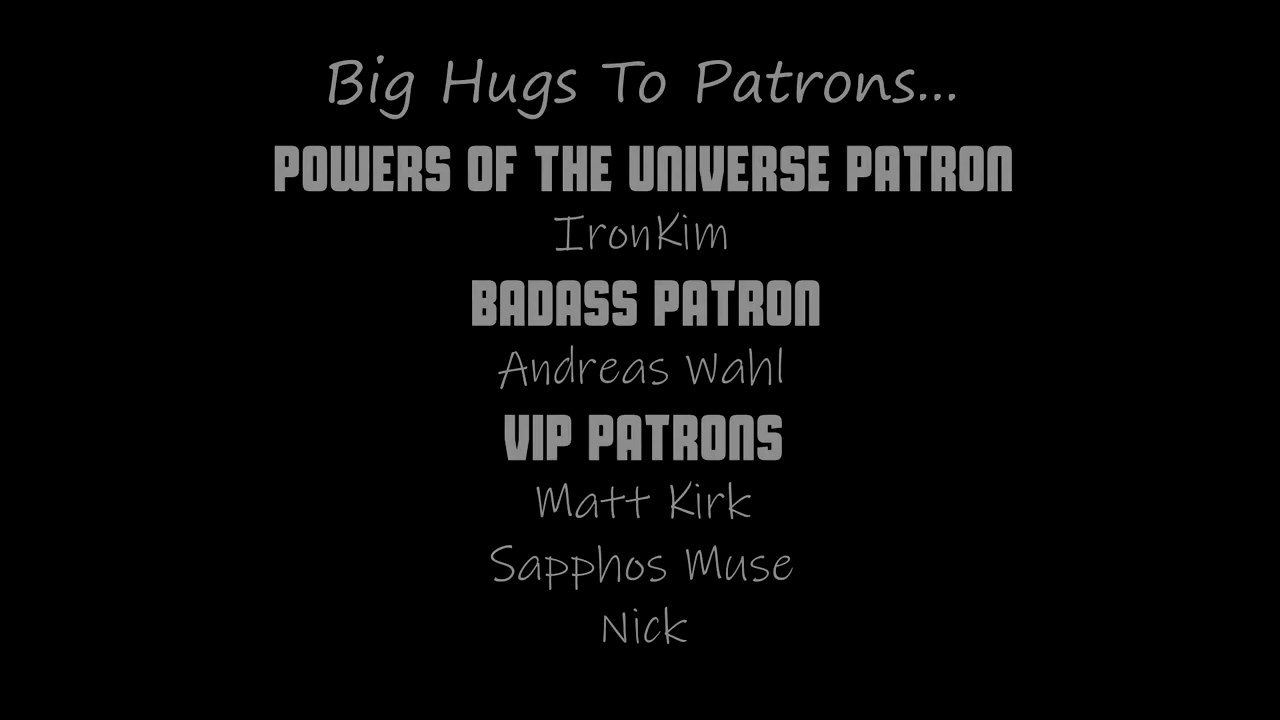 Big Hugs To Patrons...
POWERS OF THE UNIVERSE PATRON
IronKim
BADASS PATRON
Andreas Wahl
VIP PATRONS
Matt Kirk
Sapphos Muse
Nick